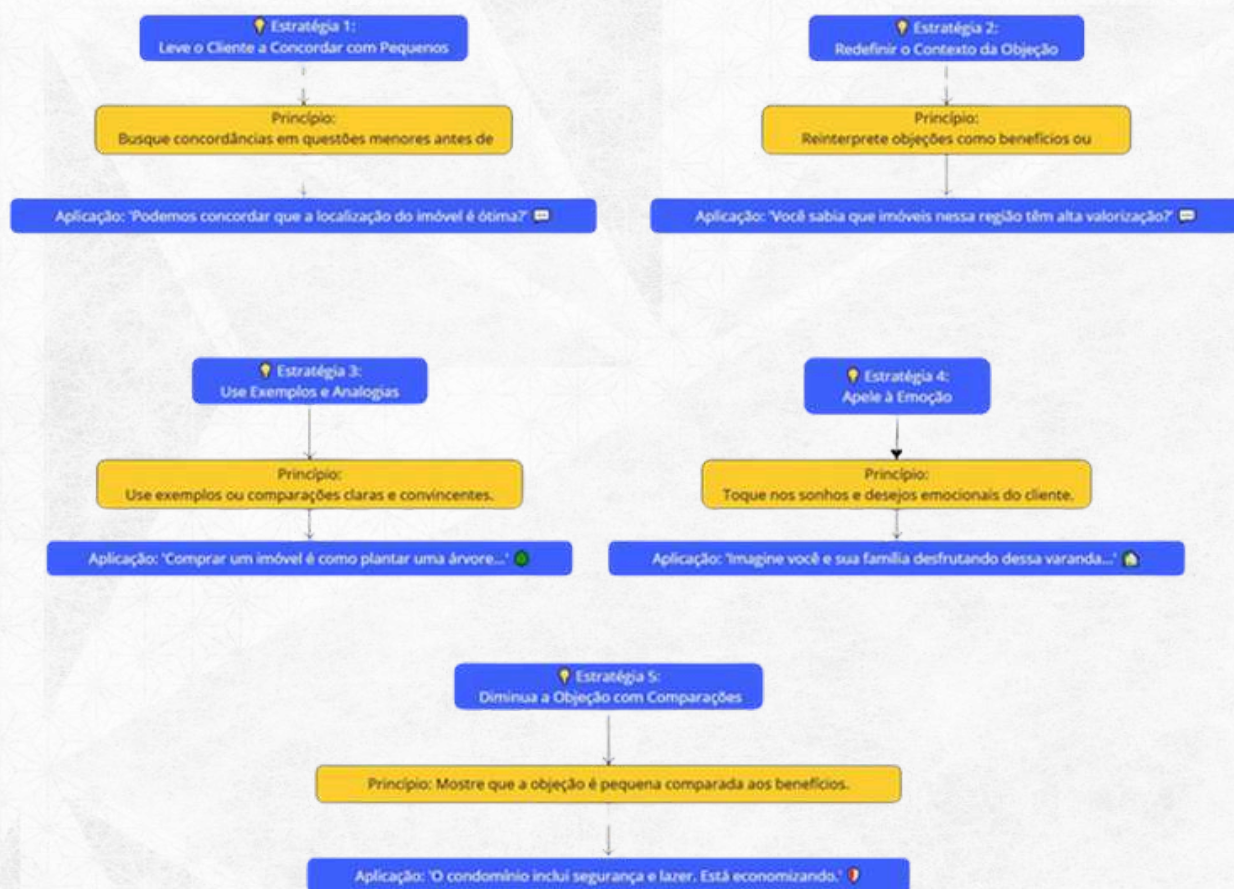 💡 Estratégia 1:
Leve o Cliente a Concordar com Pequenos
Princípio:
Busque concordâncias em questões menores antes de
Aplicação: 'Podemos concordar que a localização do imóvel é ótima?' 💬
💡 Estratégia 2:
Redefinir o Contexto da Objeção
Princípio:
Reinterprete objeções como benefícios ou
Aplicação: 'Você sabia que imóveis nessa região têm alta valorização?' 💬
💡 Estratégia 3:
Use Exemplos e Analogias
Princípio:
Use exemplos ou comparações claras e convincentes.
Aplicação: 'Comprar um imóvel é como plantar uma árvore...' 🌳
💡 Estratégia 4:
Apele à Emoção
Princípio:
Toque nos sonhos e desejos emocionais do cliente.
Aplicação: 'Imagine você e sua família desfrutando dessa varanda...' 🏠
💡 Estratégia 5:
Diminua a Objeção com Comparações
Princípio: Mostre que a objeção é pequena comparada aos benefícios.
Aplicação: 'O condomínio inclui segurança e lazer. Está economizando.' 🛡